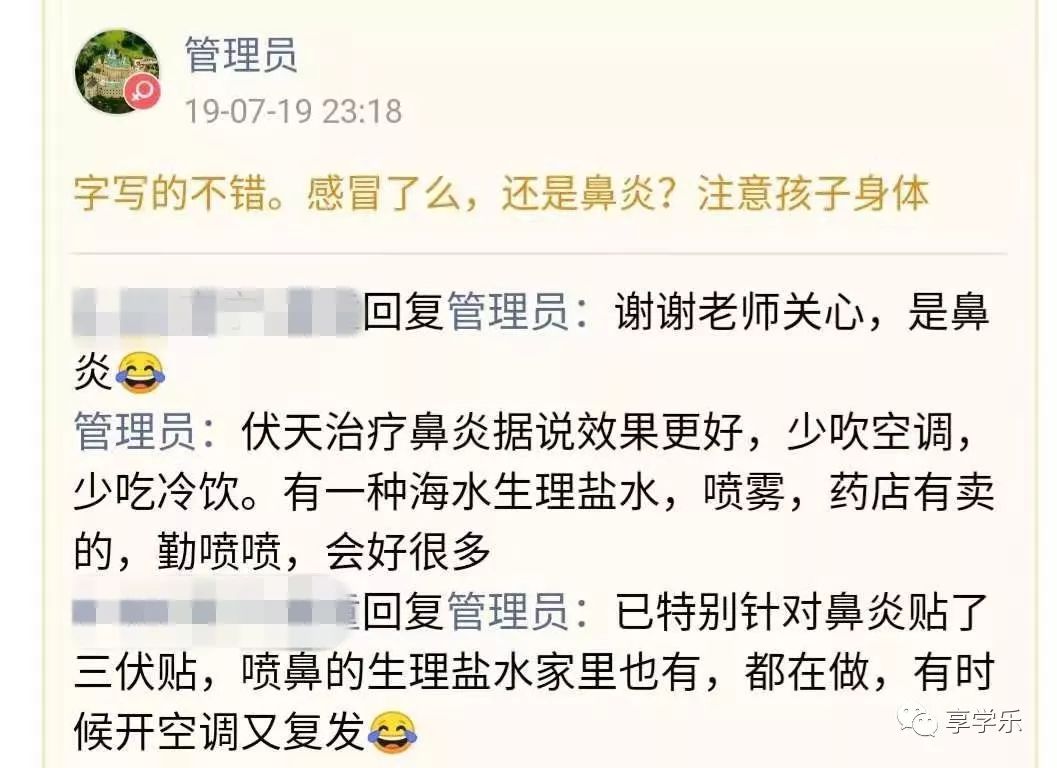 管理员
19-07-19 23:18
字写的不错。感冒了么，还是鼻炎？注意孩子身体
回复管理员：谢谢老师关心，是鼻
炎😂
管理员：伏天治疗鼻炎据说效果更好，少吹空调，
少吃冷饮。有一种海水生理盐水，喷雾，药店有卖
的，勤喷喷，会好很多
回复管理员：已特别针对鼻炎贴了
三伏贴，喷鼻的生理盐水家里也有，都在做，有时
候开空调又复发😂
享学乐